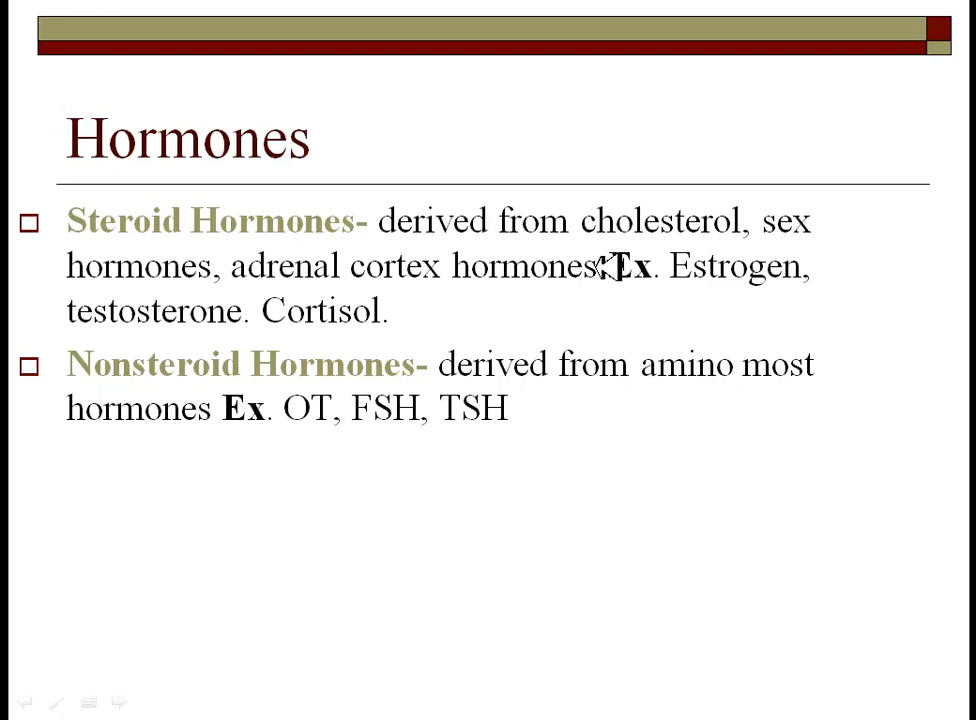 Hormones
Steroid Hormones- derived from cholesterol, sex
hormones, adrenal cortex hormones. Ex. Estrogen,
testosterone. Cortisol.
Nonsteroid Hormones- derived from amino most
hormones Ex. OT, FSH, TSH